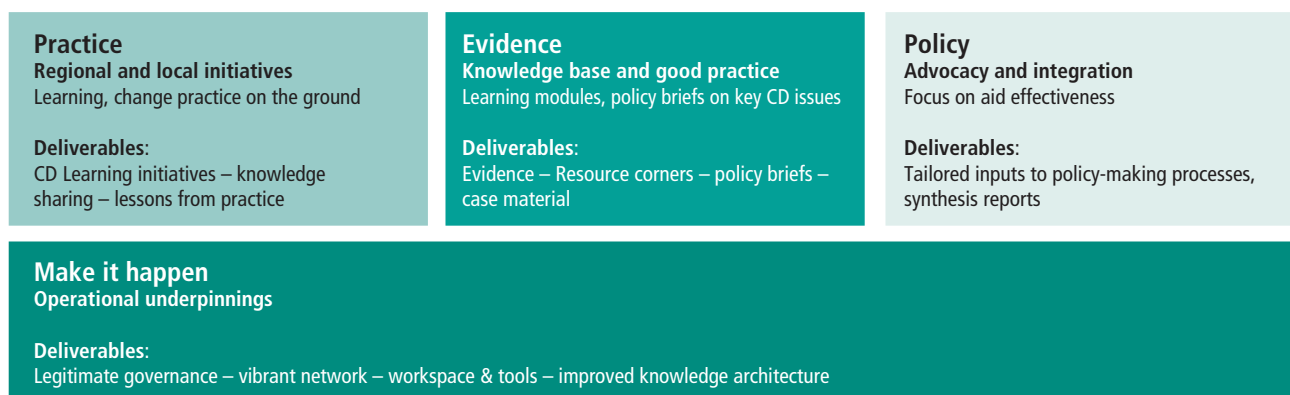 Practice
Regional and local initiatives
Learning, change practice on the ground
Deliverables:
CD Learning initiatives – knowledge
sharing – lessons from practice
Evidence
Knowledge base and good practice
Learning modules, policy briefs on key CD issues
Deliverables:
Evidence – Resource corners – policy briefs –
case material
Policy
Advocacy and integration
Focus on aid effectiveness
Deliverables:
Tailored inputs to policy-making processes,
synthesis reports
Make it happen
Operational underpinnings
Deliverables:
Legitimate governance – vibrant network – workspace & tools – improved knowledge architecture